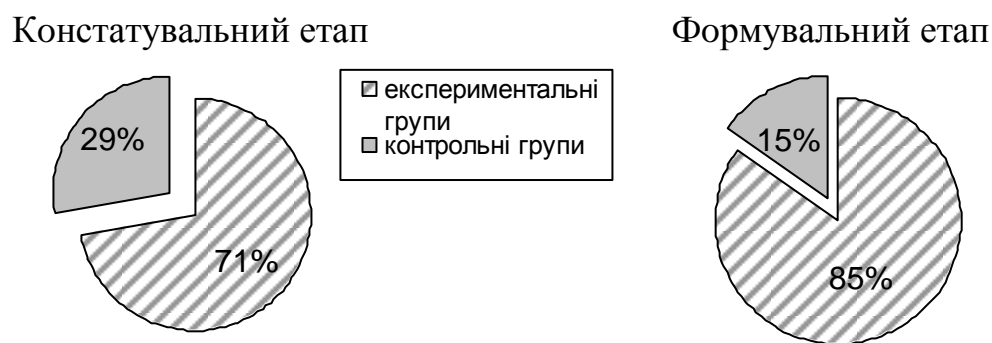 Констатувальний етап
Формувальний етап
експериментальні
групи
контрольні групи
29%
71%
15%
85%